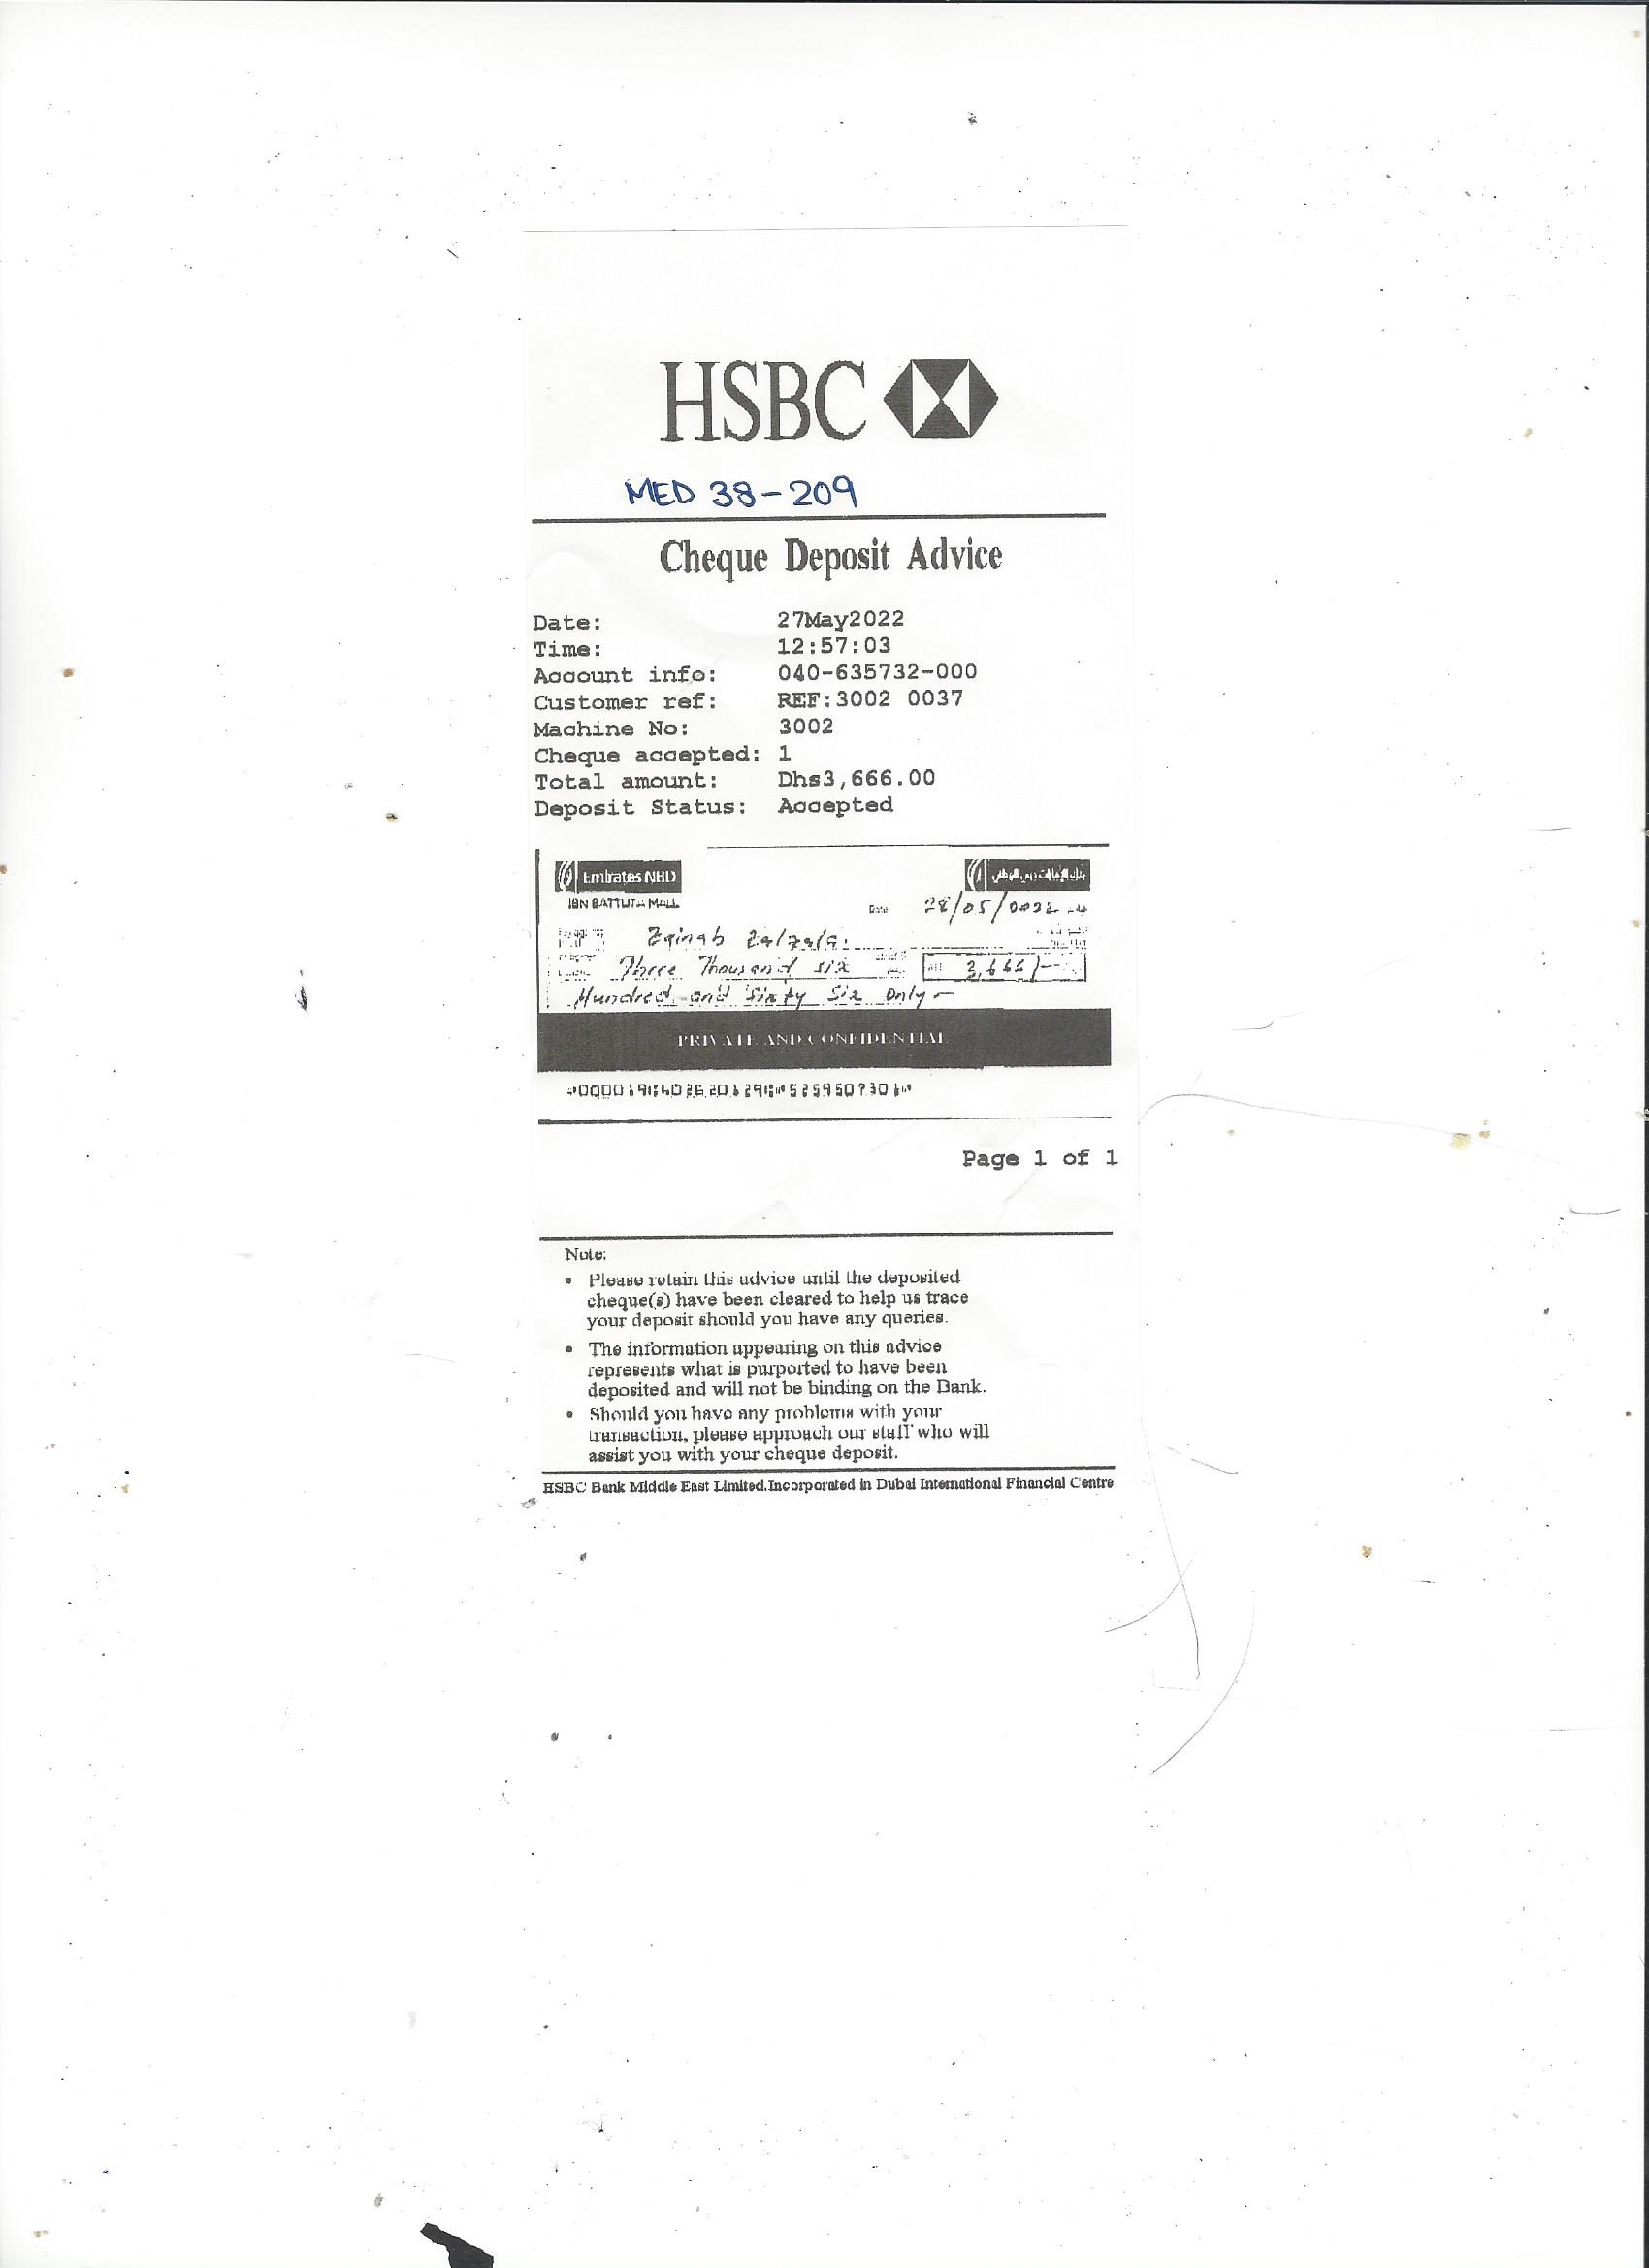 HSBC
MED 38-209
Cheque Deposit Advice
Date: 27May2022
Time: 12:57:03
Account info: 040-635732-000
Customer ref: REF:3002 0037
Machine No: 3002
Cheque accepted: 1
Total amount: Dhs3,666.00
Deposit Status: Accepted
Emirates NBD بنك الإمارات دبي الوطني
IBN BATTUTA MALL
Date 28/05/2022
Zainab
Three Thousand six 3,666/-
Hundred and Sixty Six Only-
PRIVATE AND CONFIDENTIAL
Page 1 of 1
Note:
• Please retain this advice until the deposited
cheque(s) have been cleared to help us trace
your deposit should you have any queries.
• The information appearing on this advice
represents what is purported to have been
deposited and will not be binding on the Bank.
• Should you have any problems with your
transaction, please approach our staff who will
assist you with your cheque deposit.
HSBC Bank Middle East Limited.Incorporated in Dubai International Financial Centre